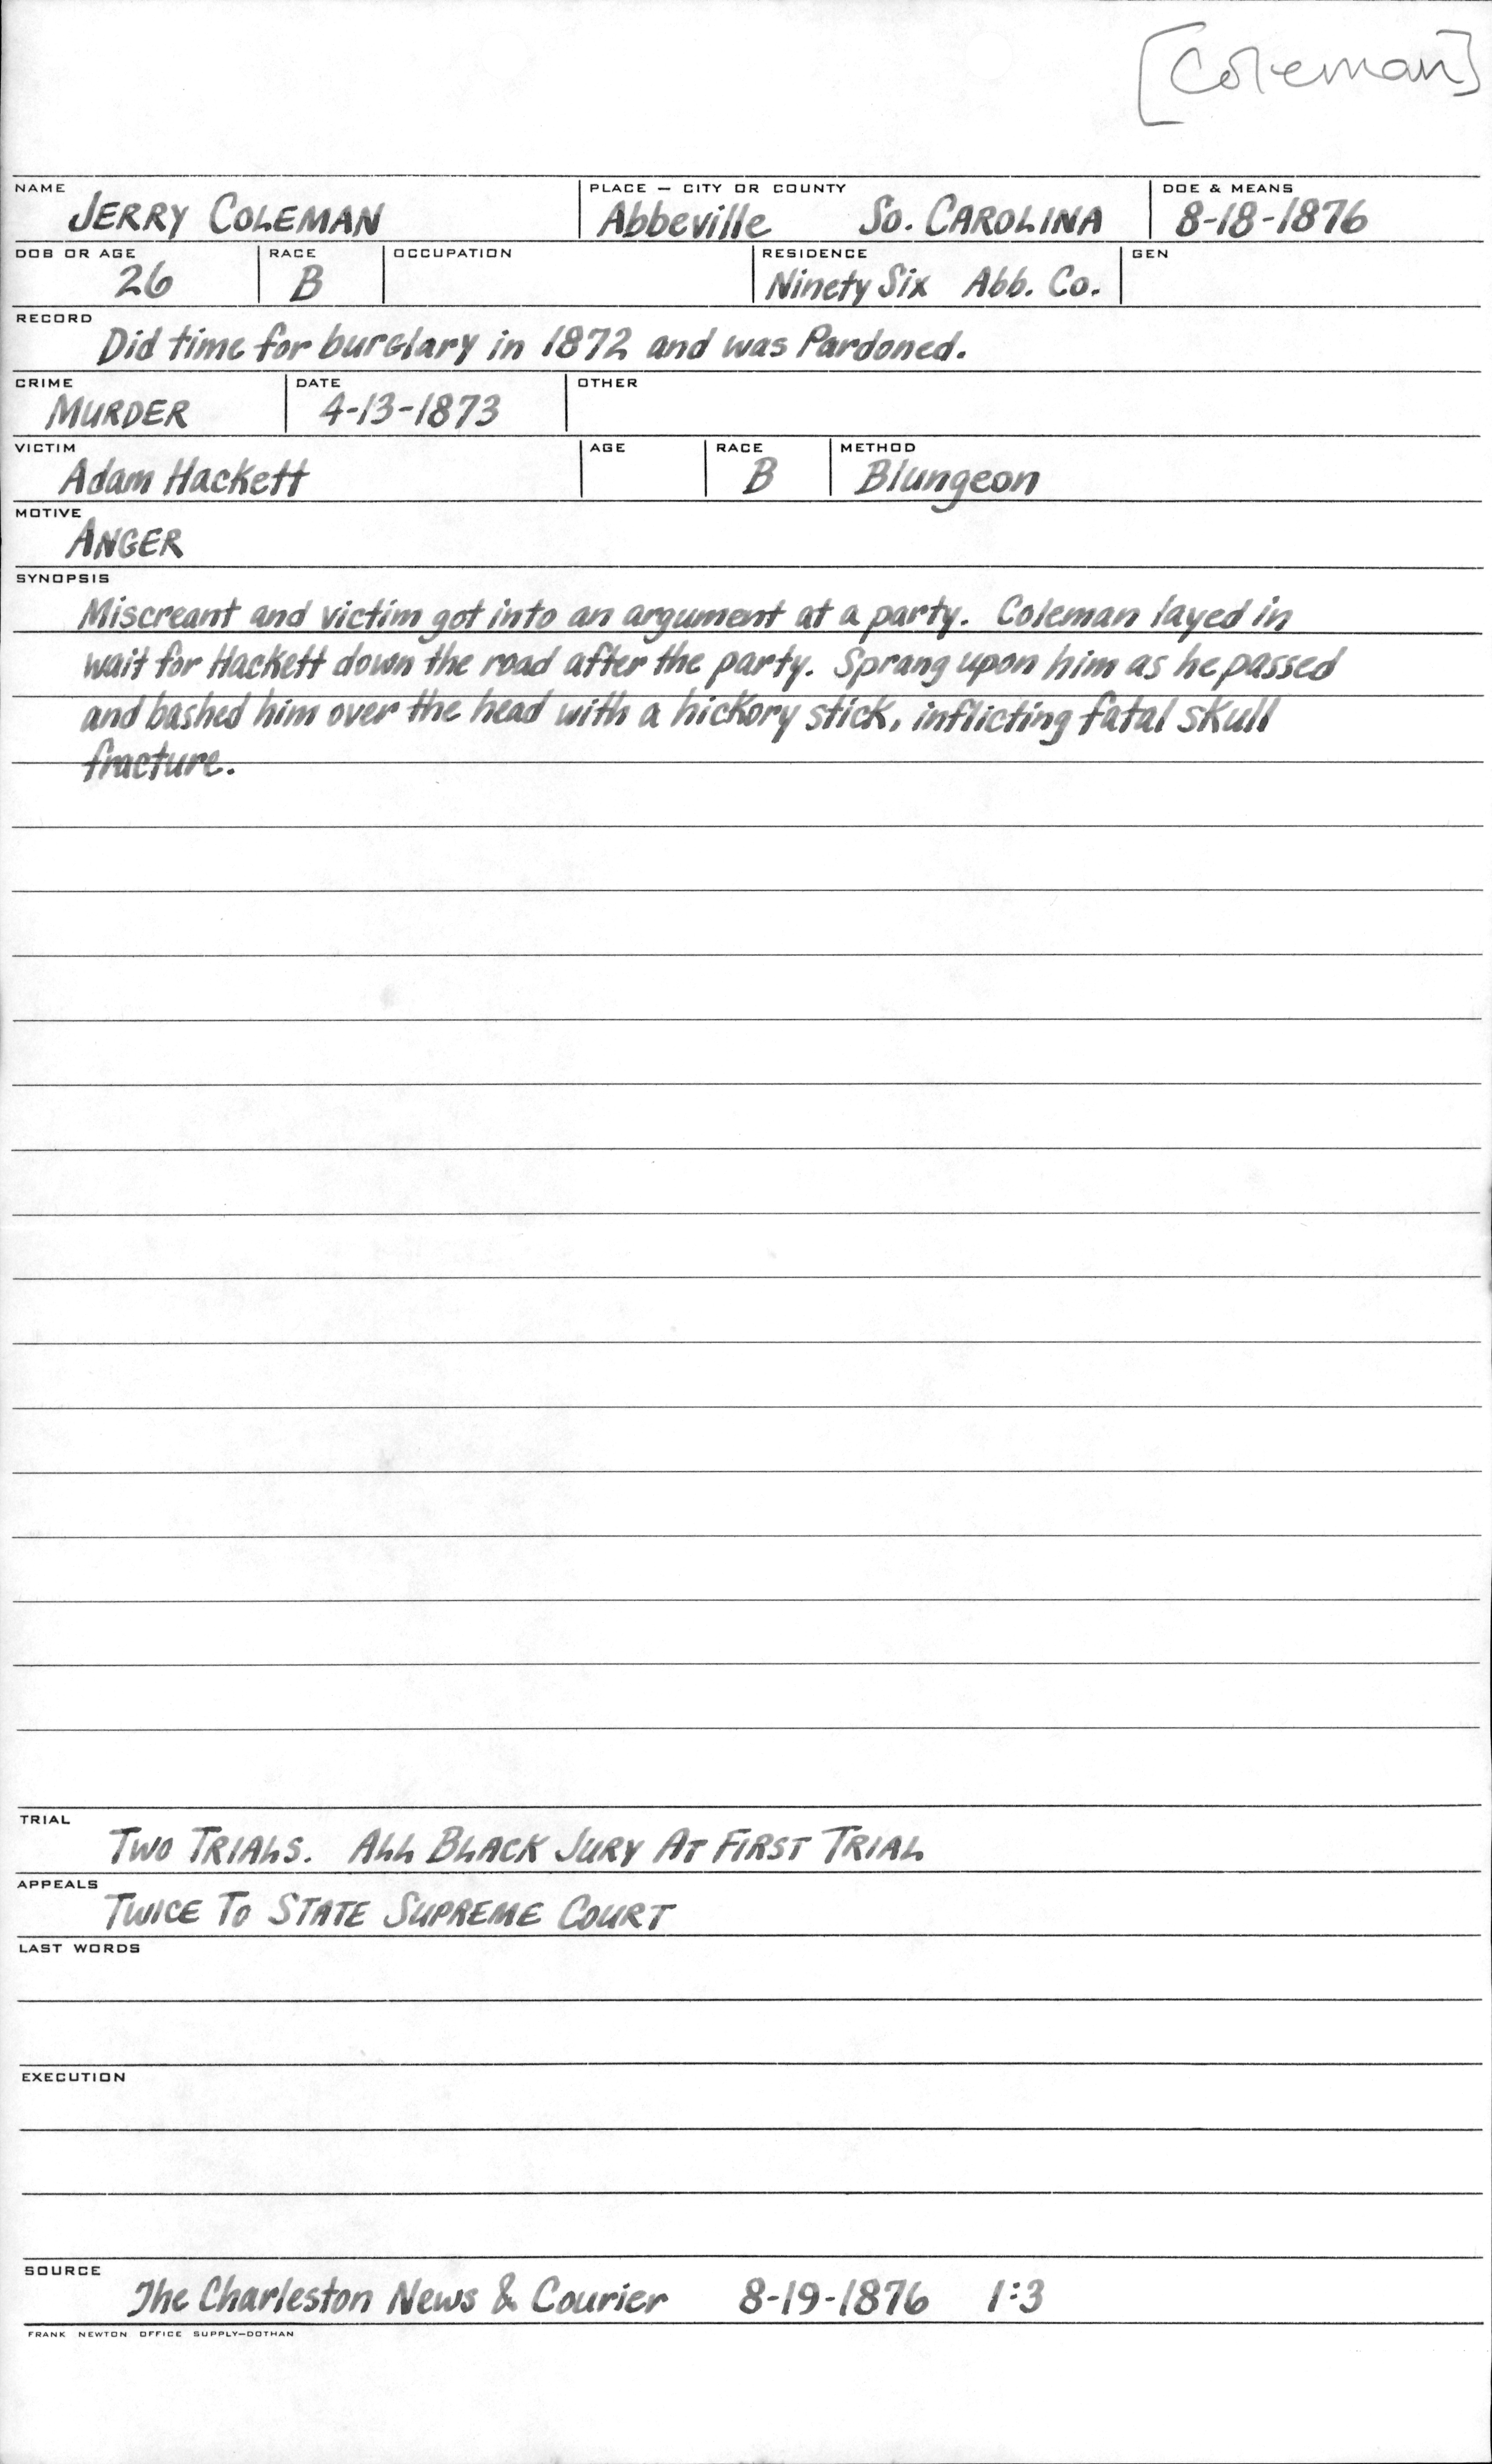 [Coleman]
NAME PLACE — CITY OR COUNTY DOE & MEANS
JERRY COLEMAN Abbeville So. CAROLINA 8-18-1876
DOB OR AGE RACE OCCUPATION RESIDENCE GEN
26 B Ninety Six Abb. Co.
RECORD
Did time for burglary in 1872 and was Pardoned.
CRIME DATE OTHER
MURDER 4-13-1873
VICTIM AGE RACE METHOD
Adam Hackett B Blungeon
MOTIVE
ANGER
SYNOPSIS
Miscreant and victim got into an argument at a party. Coleman layed in
wait for Hackett down the road after the party. Sprang upon him as he passed
and bashed him over the head with a hickory stick, inflicting fatal skull
fracture.
TRIAL
TWO TRIALS. ALL BLACK JURY AT FIRST TRIAL
APPEALS
TWICE TO STATE SUPREME COURT
LAST WORDS
EXECUTION
SOURCE
The Charleston News & Courier 8-19-1876 1:3
FRANK NEWTON OFFICE SUPPLY—DOTHAN